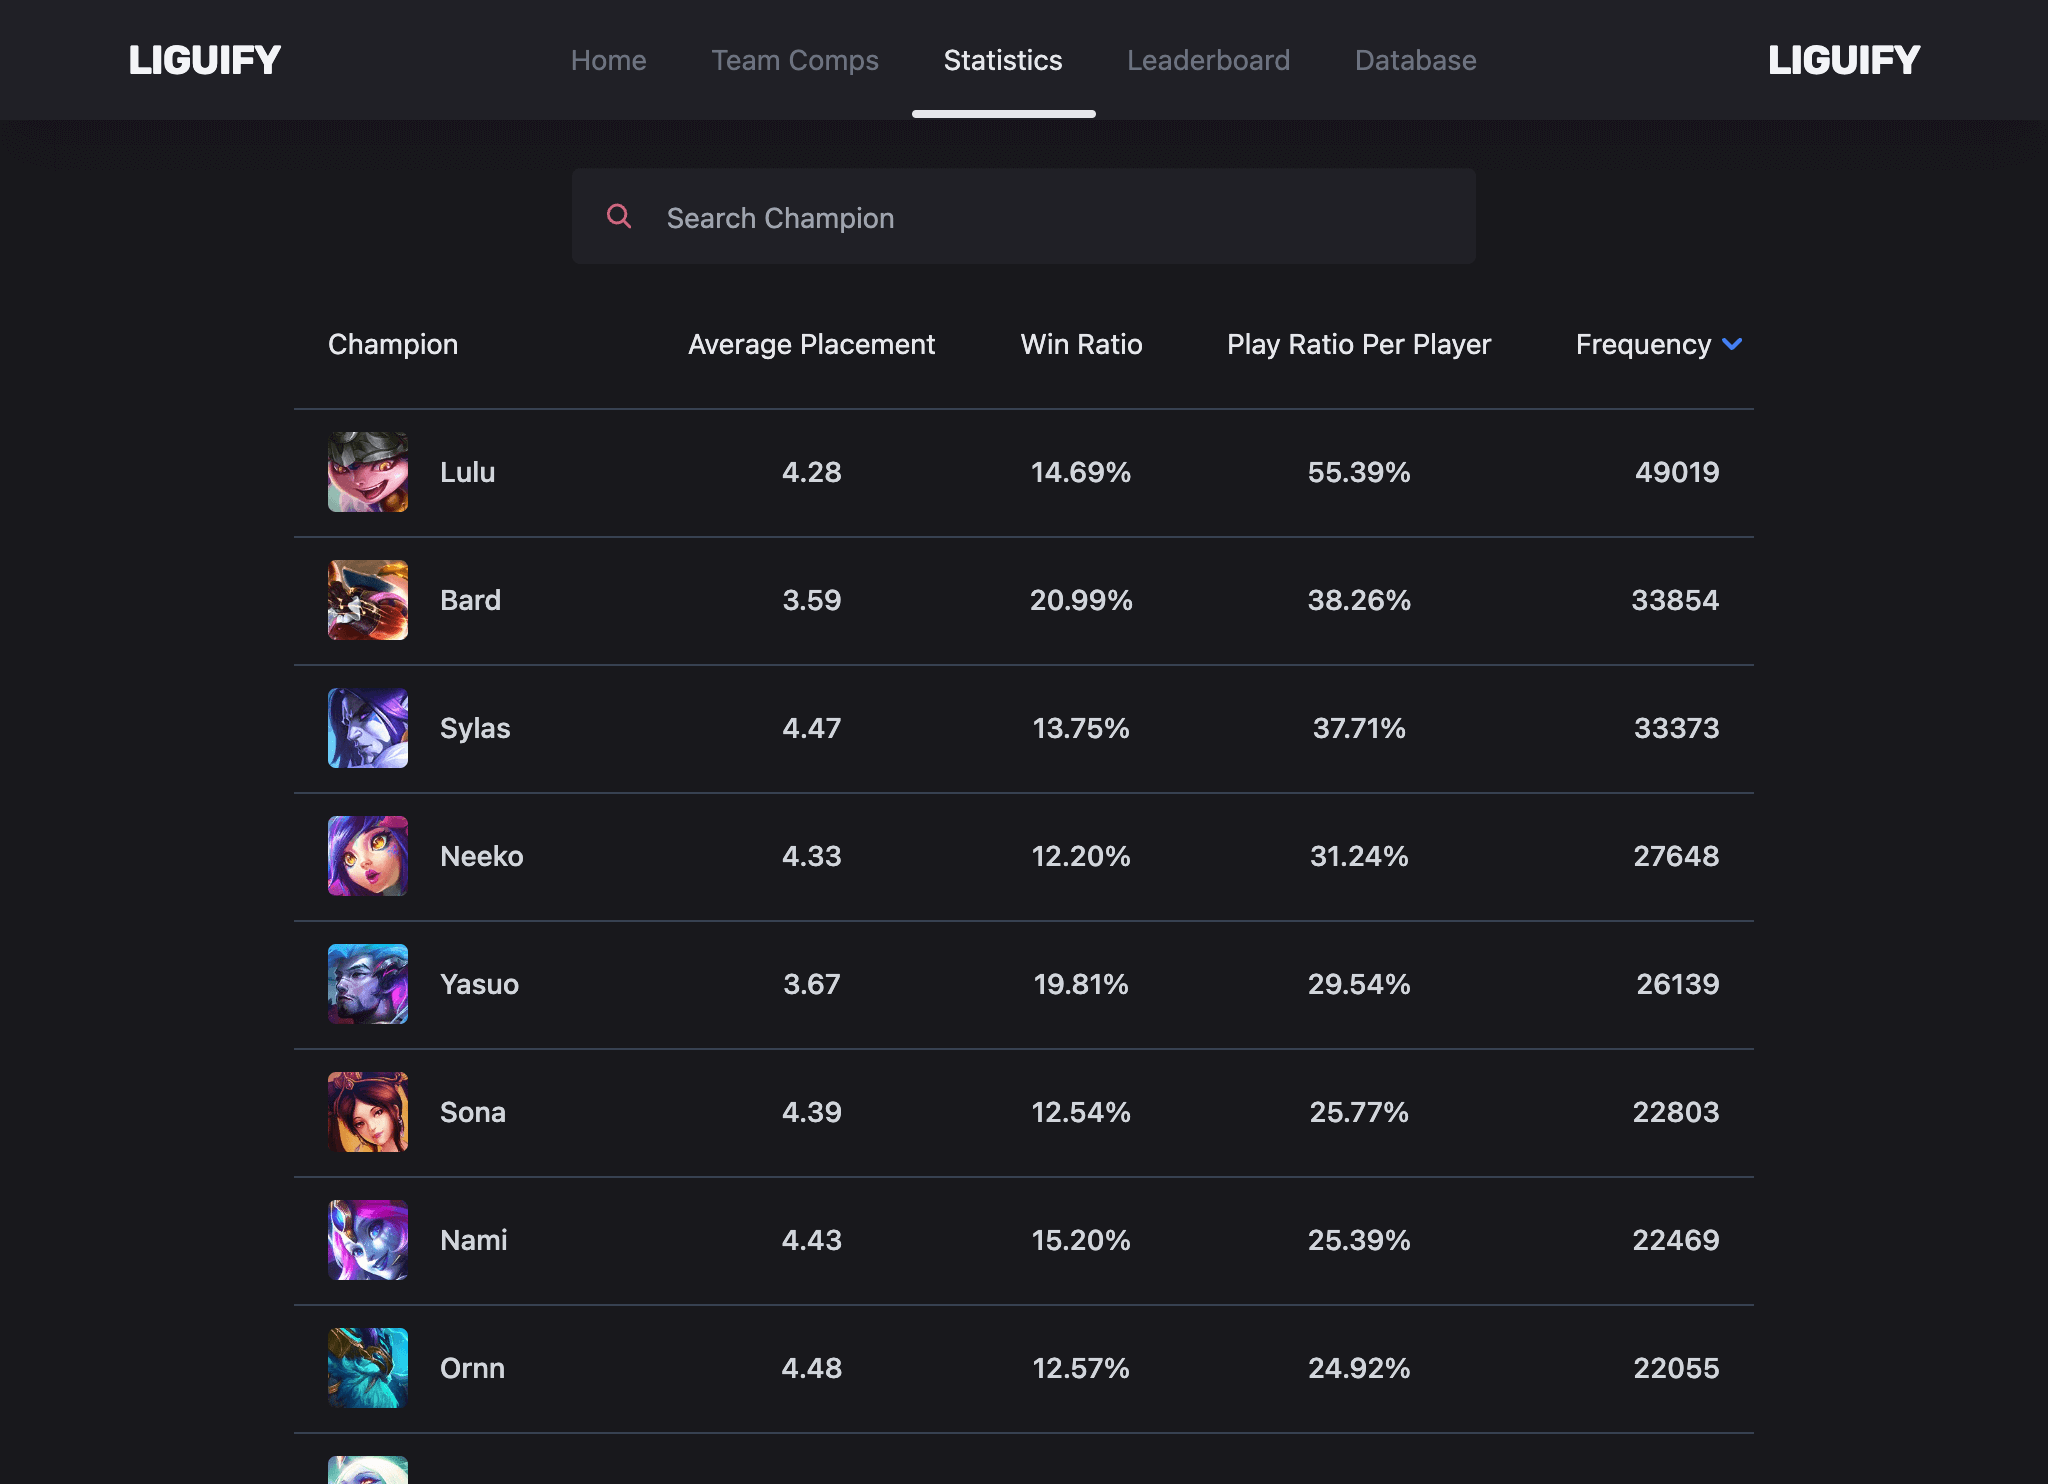 LIGUIFY Home Team Comps Statistics Leaderboard Database LIGUIFY
Search Champion
Champion Average Placement Win Ratio Play Ratio Per Player Frequency
Lulu 4.28 14.69% 55.39% 49019
Bard 3.59 20.99% 38.26% 33854
Sylas 4.47 13.75% 37.71% 33373
Neeko 4.33 12.20% 31.24% 27648
Yasuo 3.67 19.81% 29.54% 26139
Sona 4.39 12.54% 25.77% 22803
Nami 4.43 15.20% 25.39% 22469
Ornn 4.48 12.57% 24.92% 22055